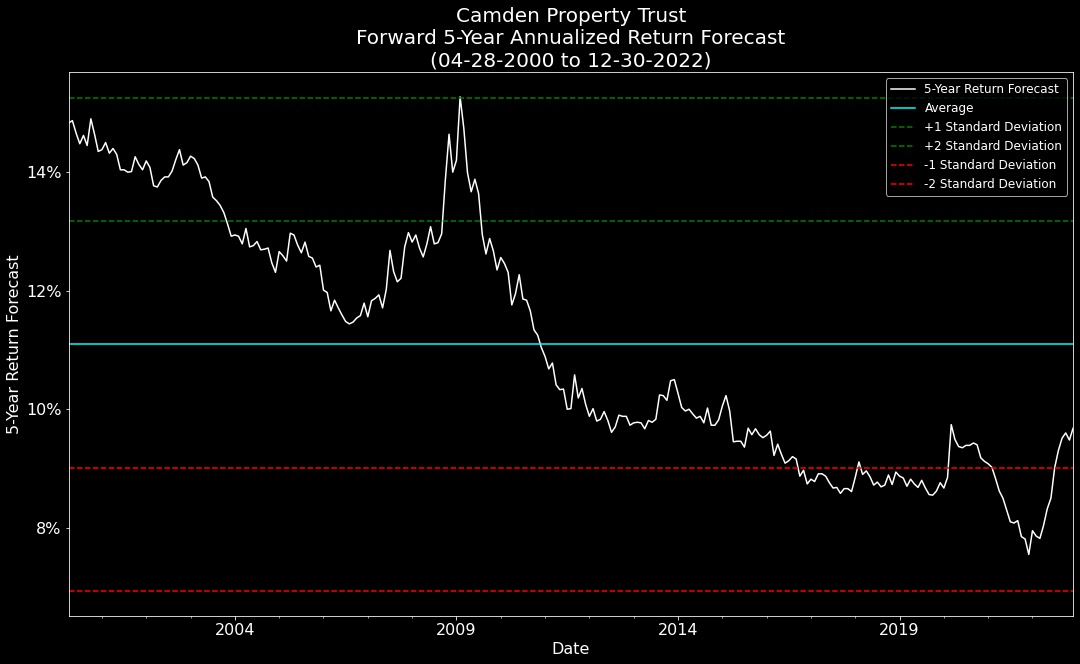 Camden Property Trust
Forward 5-Year Annualized Return Forecast
(04-28-2000 to 12-30-2022)
5-Year Return Forecast
Average
+1 Standard Deviation
+2 Standard Deviation
-1 Standard Deviation
-2 Standard Deviation
14%
12%
10%
8%
5-Year Return Forecast
2004
2009
2014
2019
Date